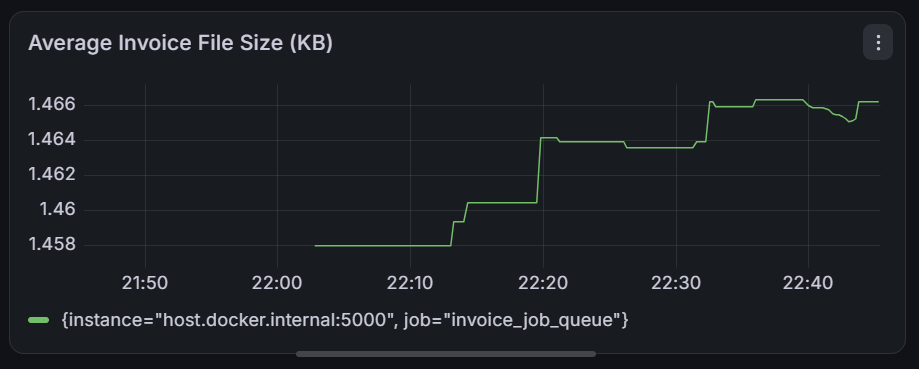 Average Invoice File Size (KB)
1.466
1.464
1.462
1.46
1.458
21:50 22:00 22:10 22:20 22:30 22:40
{instance="host.docker.internal:5000", job="invoice_job_queue"}